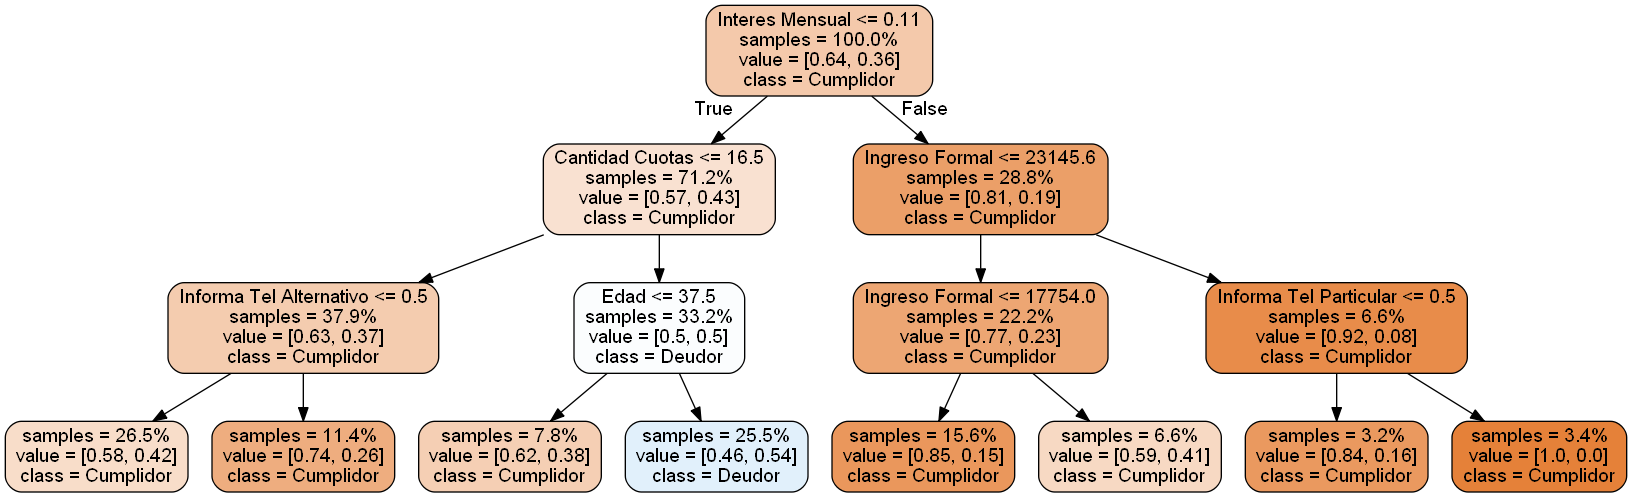 Interes Mensual <= 0.11
samples = 100.0%
value = [0.64, 0.36]
class = Cumplidor
True
False
Cantidad Cuotas <= 16.5
samples = 71.2%
value = [0.57, 0.43]
class = Cumplidor
Ingreso Formal <= 23145.6
samples = 28.8%
value = [0.81, 0.19]
class = Cumplidor
Informa Tel Alternativo <= 0.5
samples = 37.9%
value = [0.63, 0.37]
class = Cumplidor
Edad <= 37.5
samples = 33.2%
value = [0.5, 0.5]
class = Deudor
Ingreso Formal <= 17754.0
samples = 22.2%
value = [0.77, 0.23]
class = Cumplidor
Informa Tel Particular <= 0.5
samples = 6.6%
value = [0.92, 0.08]
class = Cumplidor
samples = 26.5%
value = [0.58, 0.42]
class = Cumplidor
samples = 11.4%
value = [0.74, 0.26]
class = Cumplidor
samples = 7.8%
value = [0.62, 0.38]
class = Cumplidor
samples = 25.5%
value = [0.46, 0.54]
class = Deudor
samples = 15.6%
value = [0.85, 0.15]
class = Cumplidor
samples = 6.6%
value = [0.59, 0.41]
class = Cumplidor
samples = 3.2%
value = [0.84, 0.16]
class = Cumplidor
samples = 3.4%
value = [1.0, 0.0]
class = Cumplidor